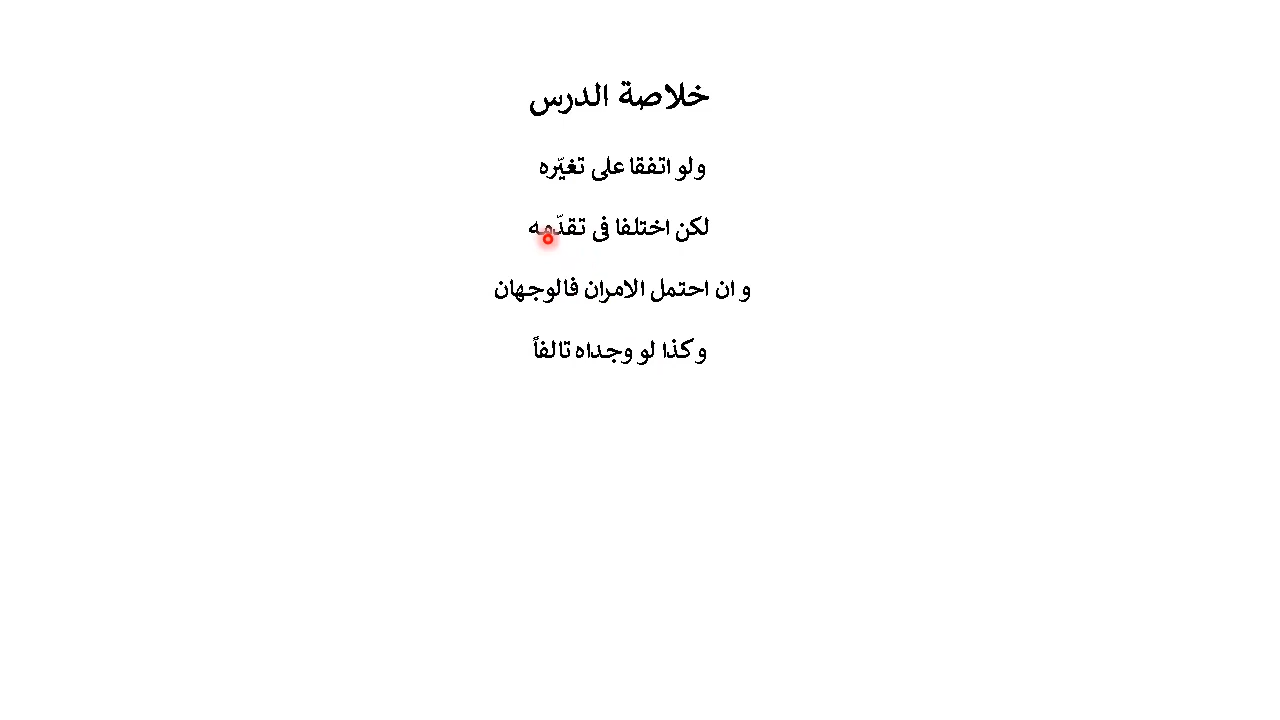 خلاصة الدرس
ولو اتفقا على تغيّره
لكن اختلفا فى تقدّمه
و ان احتمل الامران فالوجهان
وكذا لو وجداه تالفاً